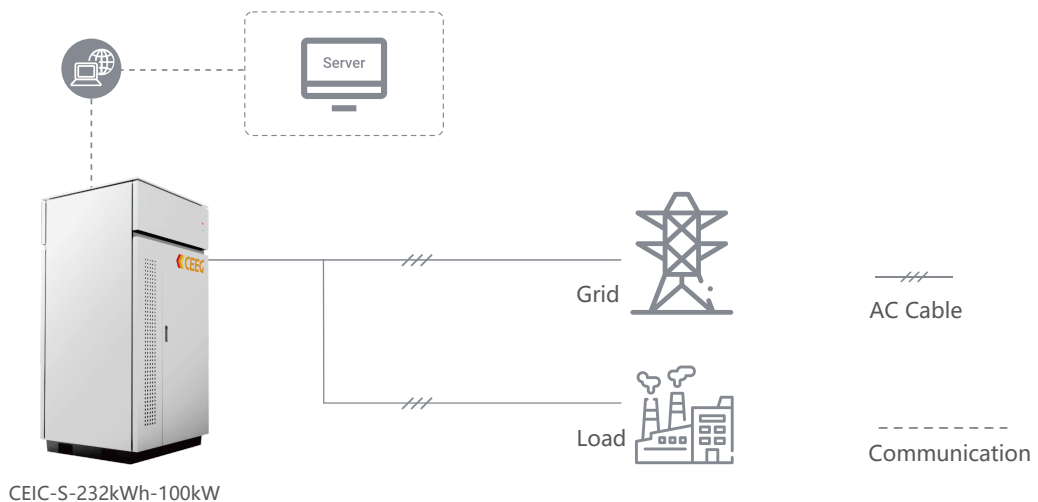 Server
CEEG
Grid
AC Cable
Load
Communication
CEIC-S-232kWh-100kW